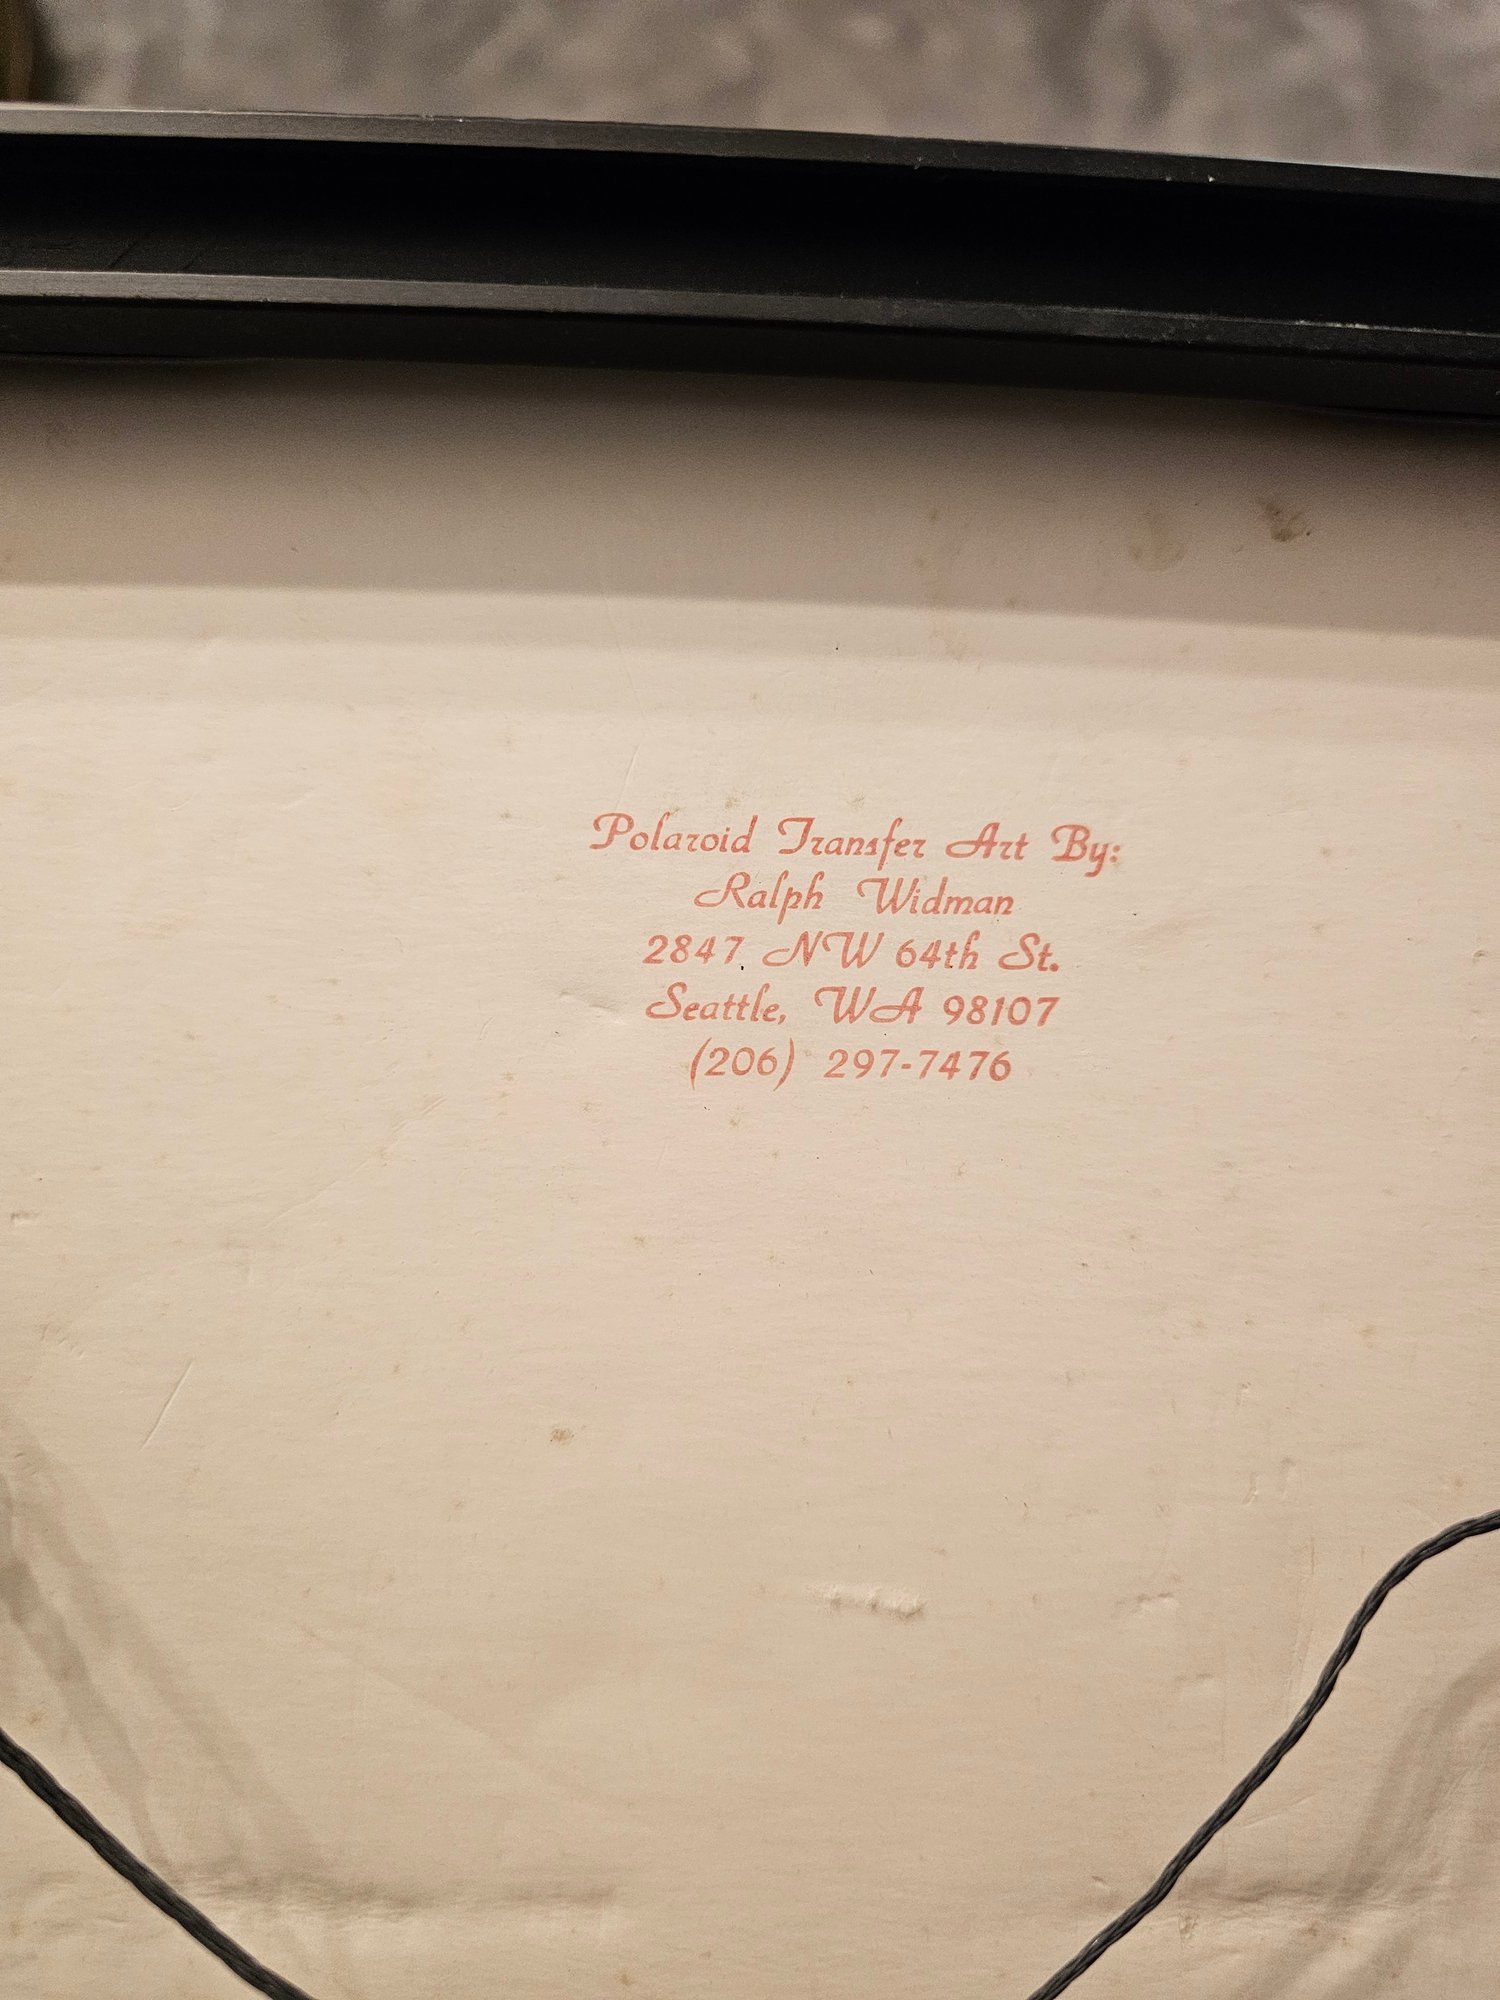 Polaroid Transfer Art By:
Ralph Widman
2847 NW 64th St.
Seattle, WA 98107
(206) 297-7476